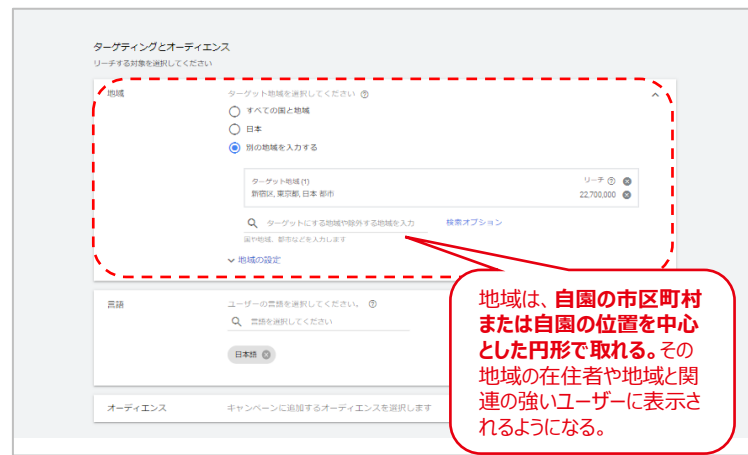 ターゲティングとオーディエンス
リーチする対象を選択してください
地域
ターゲット地域を選択してください
すべての国と地域
日本
別の地域を入力する
ターゲット地域 (1)
リーチ
新宿区, 東京都, 日本 都市
22,700,000
ターゲットにする地域や除外する地域を入力
検索オプション
国や地域、都市などを入力します
地域の設定
地域は、自園の市区町村
または自園の位置を中心
とした円形で取れる。その
地域の在住者や地域と関
連の強いユーザーに表示さ
れるようになる。
言語
ユーザーの言語を選択してください。
言語を選択してください
日本語
オーディエンス
キャンペーンに追加するオーディエンスを選択します